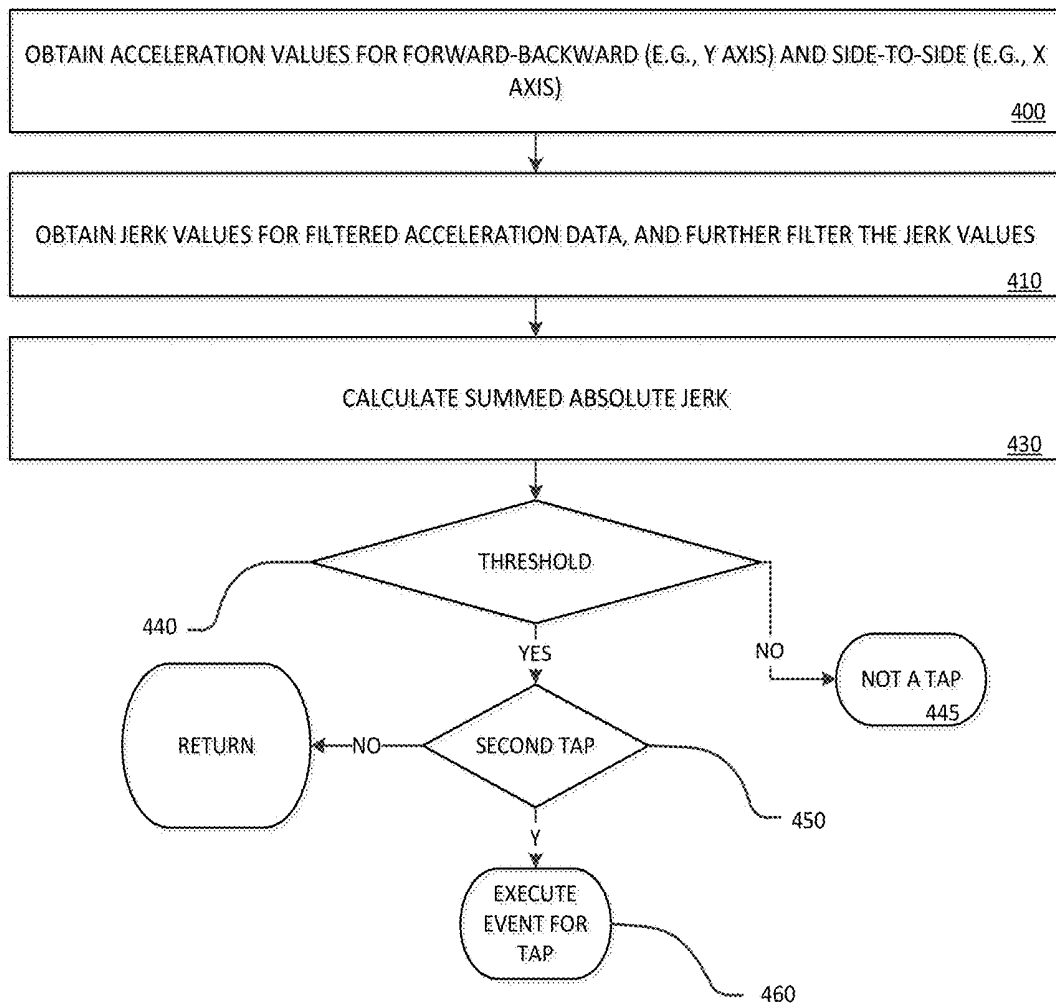 OBTAIN ACCELERATION VALUES FOR FORWARD-BACKWARD (E.G., Y AXIS) AND SIDE-TO-SIDE (E.G., X
AXIS)
400
OBTAIN JERK VALUES FOR FILTERED ACCELERATION DATA, AND FURTHER FILTER THE JERK VALUES
410
CALCULATE SUMMED ABSOLUTE JERK
430
THRESHOLD
440
YES
NO
NOT A TAP
445
RETURN
NO
SECOND TAP
450
Y
EXECUTE
EVENT FOR
TAP
460